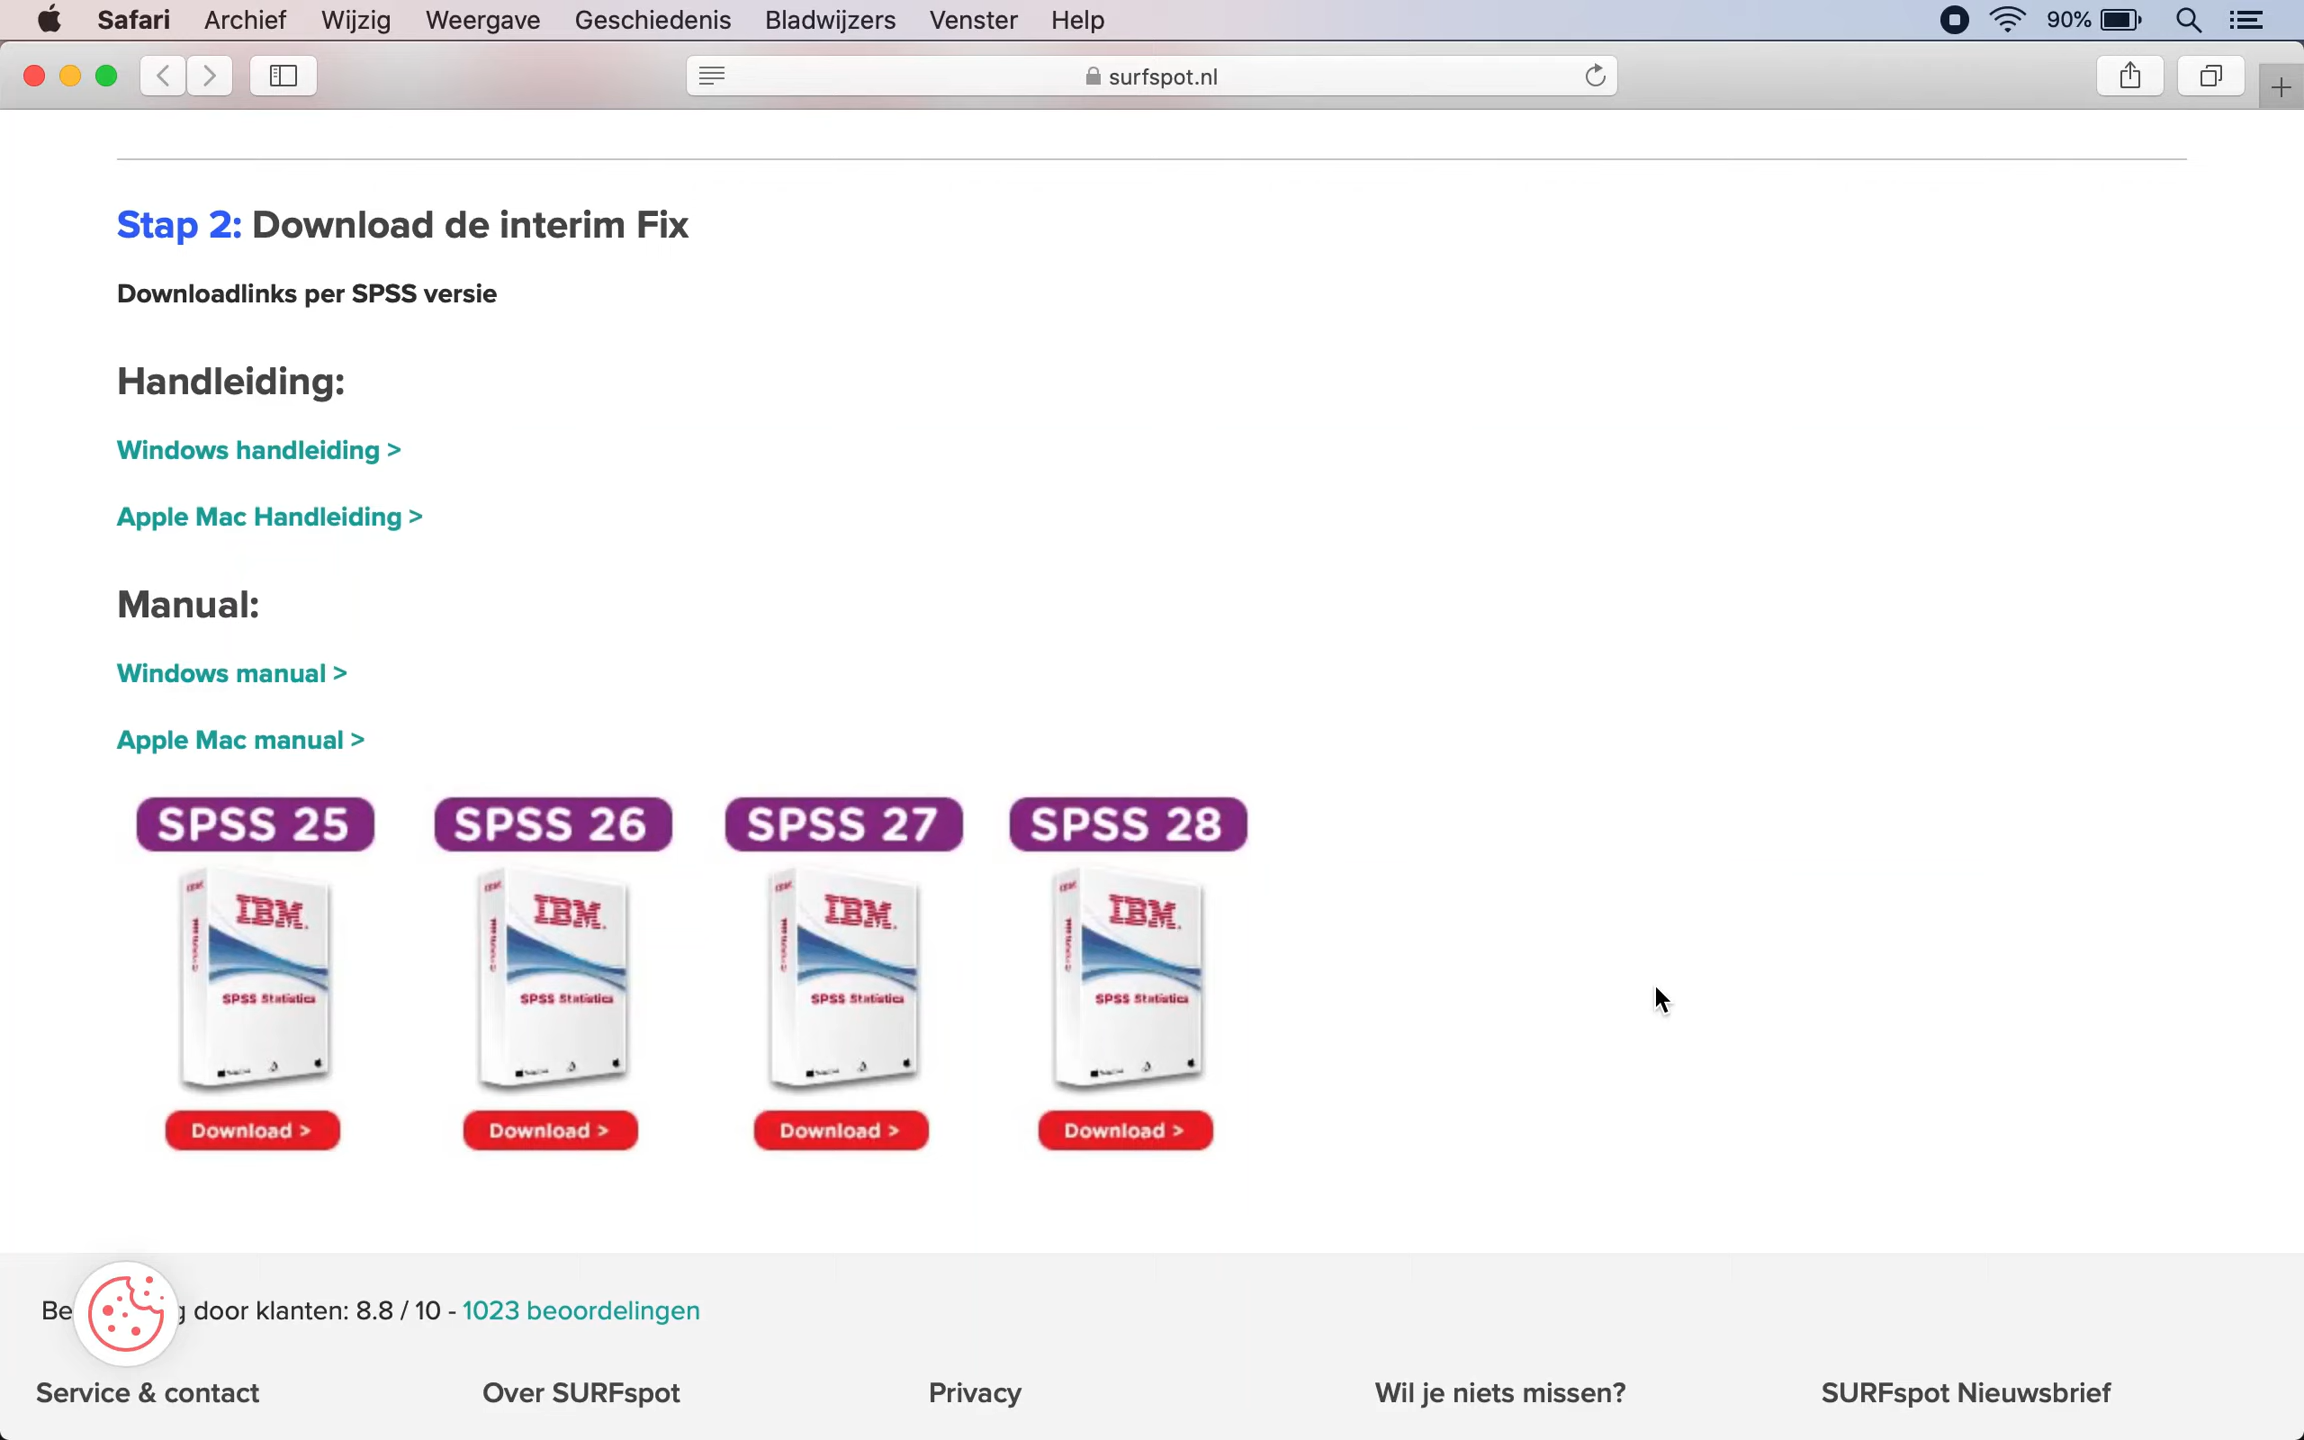 Safari Archief Wijzig Weergave Geschiedenis Bladwijzers Venster Help 90%
surfspot.nl
Stap 2: Download de interim Fix
Downloadlinks per SPSS versie
Handleiding:
Windows handleiding >
Apple Mac Handleiding >
Manual:
Windows manual >
Apple Mac manual >
SPSS 25 SPSS 26 SPSS 27 SPSS 28
IBM. IBM. IBM. IBM.
SPSS Statistics SPSS Statistics SPSS Statistics SPSS Statistics
Download > Download > Download > Download >
door klanten: 8.8 / 10 - 1023 beoordelingen
Service & contact Over SURFspot Privacy Wil je niets missen? SURFspot Nieuwsbrief